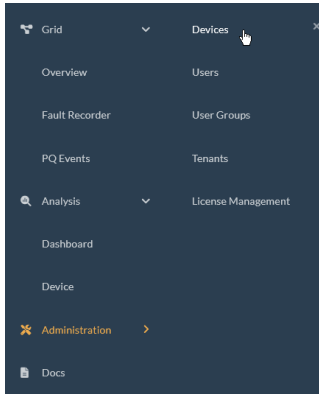 Grid
Overview
Fault Recorder
PQ Events
Analysis
Dashboard
Device
Administration
Docs
Devices
Users
User Groups
Tenants
License Management